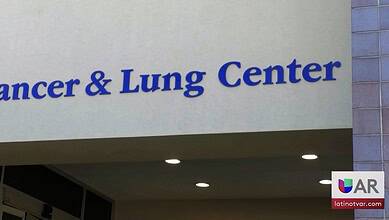 ancer & Lung Center
AR
latinotvar.com